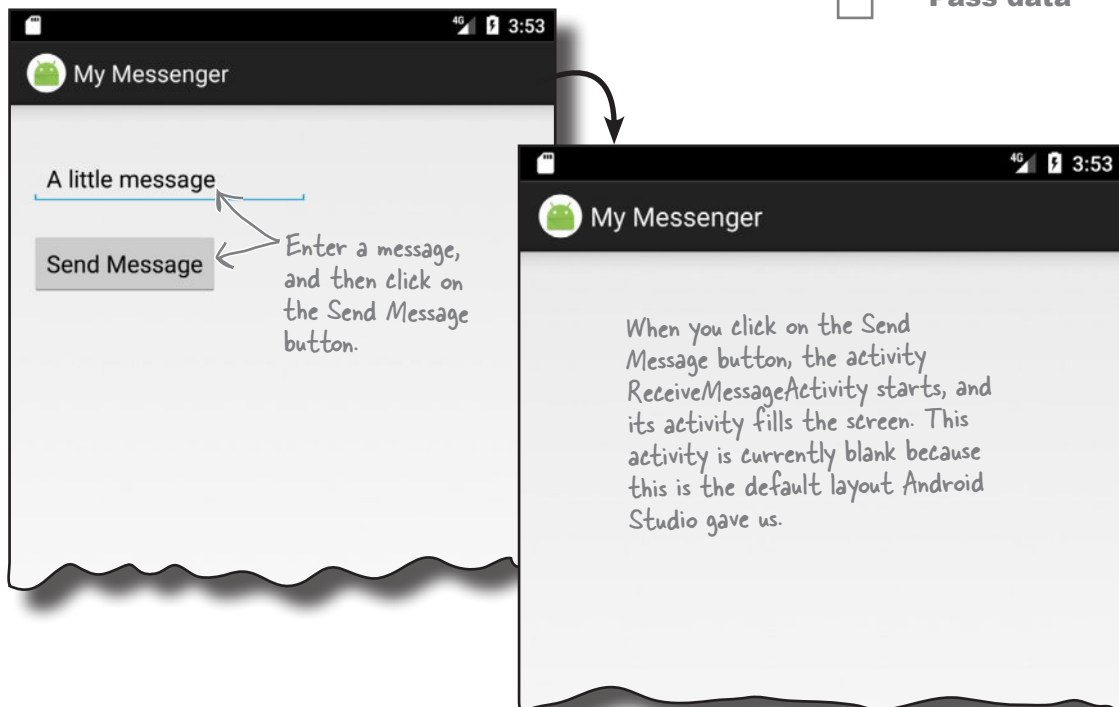 Pass data
4G 3:53
My Messenger
A little message
Send Message
Enter a message,
and then click on
the Send Message
button.
4G 3:53
My Messenger
When you click on the Send
Message button, the activity
ReceiveMessageActivity starts, and
its activity fills the screen. This
activity is currently blank because
this is the default layout Android
Studio gave us.